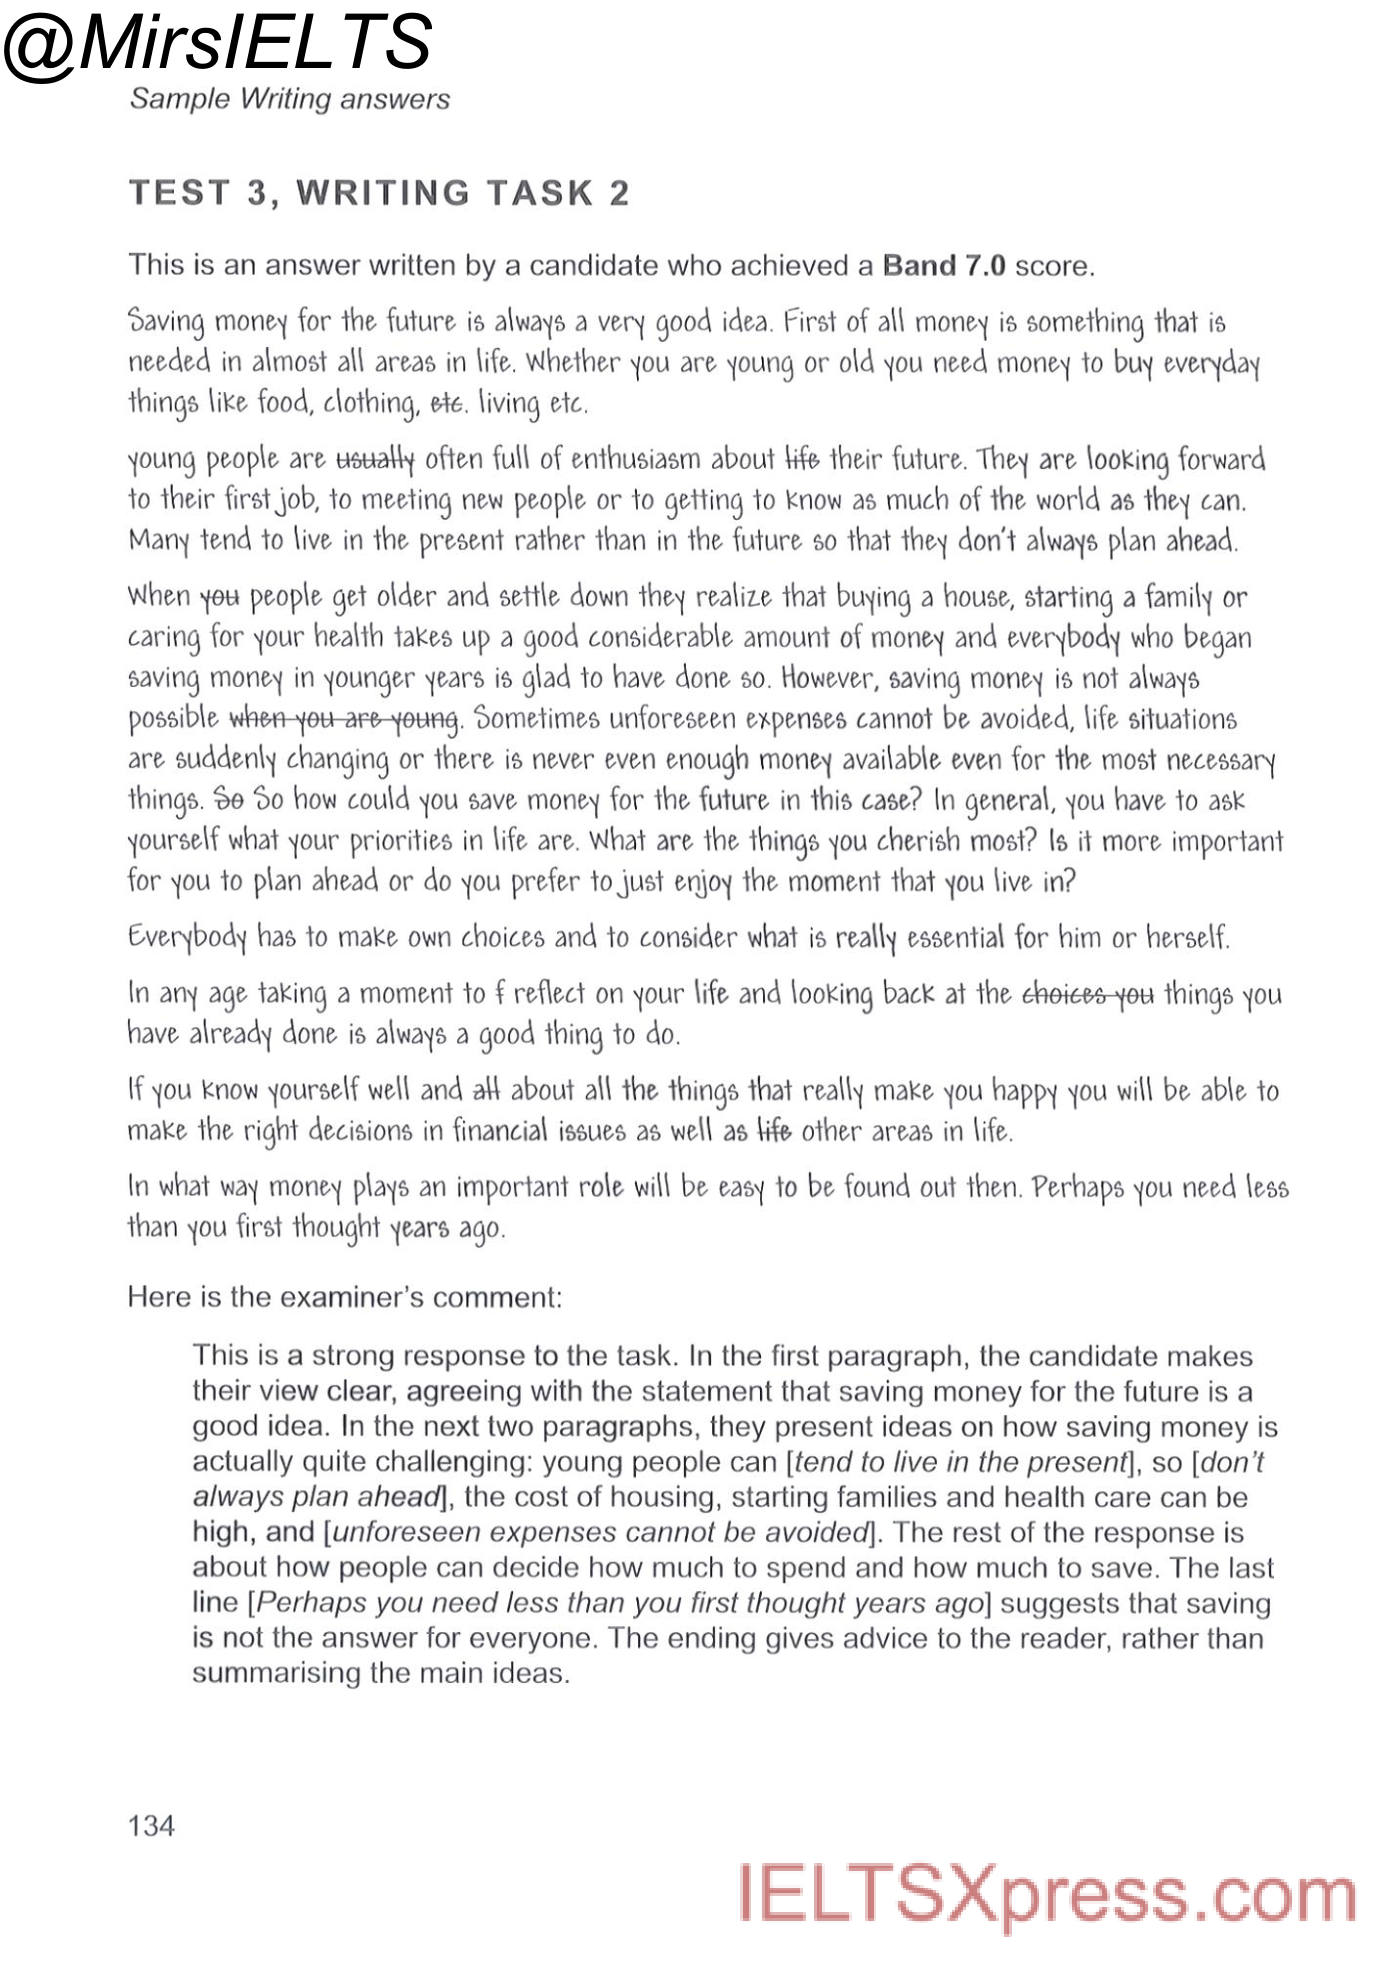 @MirsIELTS
Sample Writing answers
TEST 3, WRITING TASK 2
This is an answer written by a candidate who achieved a Band 7.0 score.
Saving money for the future is always a very good idea. First of all money is something that is
needed in almost all areas in life. Whether you are young or old you need money to buy everyday
things like food, clothing, etc. living etc.
young people are usually often full of enthusiasm about life their future. They are looking forward
to their first job, to meeting new people or to getting to know as much of the world as they can.
Many tend to live in the present rather than in the future so that they don't always plan ahead.
When you people get older and settle down they realize that buying a house, starting a family or
caring for your health takes up a good considerable amount of money and everybody who began
saving money in younger years is glad to have done so. However, saving money is not always
possible when you are young. Sometimes unforeseen expenses cannot be avoided, life situations
are suddenly changing or there is never even enough money available even for the most necessary
things. So So how could you save money for the future in this case? In general, you have to ask
yourself what your priorities in life are. What are the things you cherish most? Is it more important
for you to plan ahead or do you prefer to just enjoy the moment that you live in?
Everybody has to make own choices and to consider what is really essential for him or herself.
In any age taking a moment to f reflect on your life and looking back at the choices you things you
have already done is always a good thing to do.
If you know yourself well and all about all the things that really make you happy you will be able to
make the right decisions in financial issues as well as life other areas in life.
In what way money plays an important role will be easy to be found out then. Perhaps you need less
than you first thought years ago.
Here is the examiner's comment:
This is a strong response to the task. In the first paragraph, the candidate makes
their view clear, agreeing with the statement that saving money for the future is a
good idea. In the next two paragraphs, they present ideas on how saving money is
actually quite challenging: young people can [tend to live in the present], so [don't
always plan ahead], the cost of housing, starting families and health care can be
high, and [unforeseen expenses cannot be avoided]. The rest of the response is
about how people can decide how much to spend and how much to save. The last
line [Perhaps you need less than you first thought years ago] suggests that saving
is not the answer for everyone. The ending gives advice to the reader, rather than
summarising the main ideas.
134
IELTSXpress.com